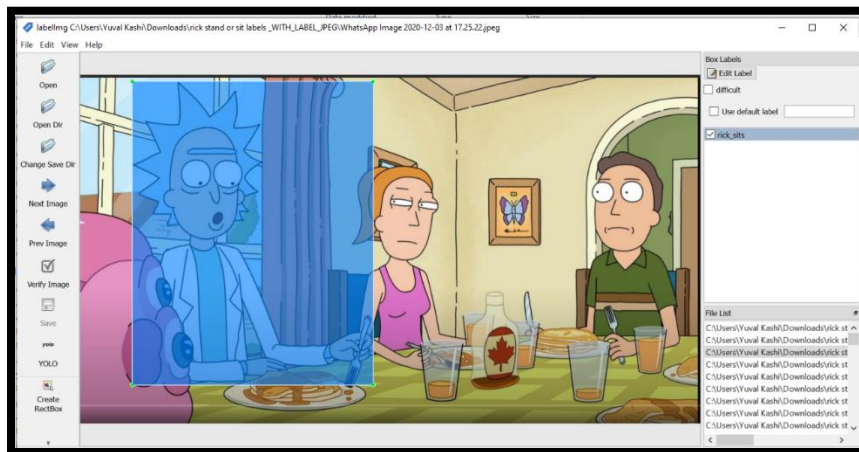 labelImg C:\Users\Yuval Kashi\Downloads\rick stand or sit labels _WITH_LABEL_JPEG\WhatsApp Image 2020-12-03 at 17.25.22.jpeg
File Edit View Help
Open
Open Dir
Change Save Dir
Next Image
Prev Image
Verify Image
Save
yolo
YOLO
Create
RectBox
Box Labels
Edit Label
difficult
Use default label
rick_sits
File List
C:\Users\Yuval Kashi\Downloads\rick st
C:\Users\Yuval Kashi\Downloads\rick st
C:\Users\Yuval Kashi\Downloads\rick st
C:\Users\Yuval Kashi\Downloads\rick st
C:\Users\Yuval Kashi\Downloads\rick st
C:\Users\Yuval Kashi\Downloads\rick st
C:\Users\Yuval Kashi\Downloads\rick st
C:\Users\Yuval Kashi\Downloads\rick st
C:\Users\Yuval Kashi\Downloads\rick st